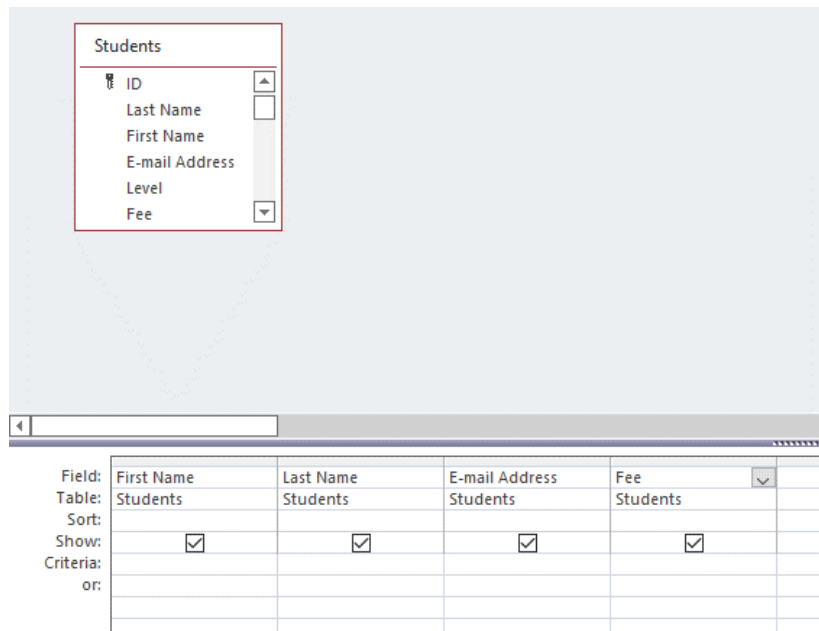 Students
ID
Last Name
First Name
E-mail Address
Level
Fee
Field: First Name Last Name E-mail Address Fee
Table: Students Students Students Students
Sort:
Show:
Criteria:
or: